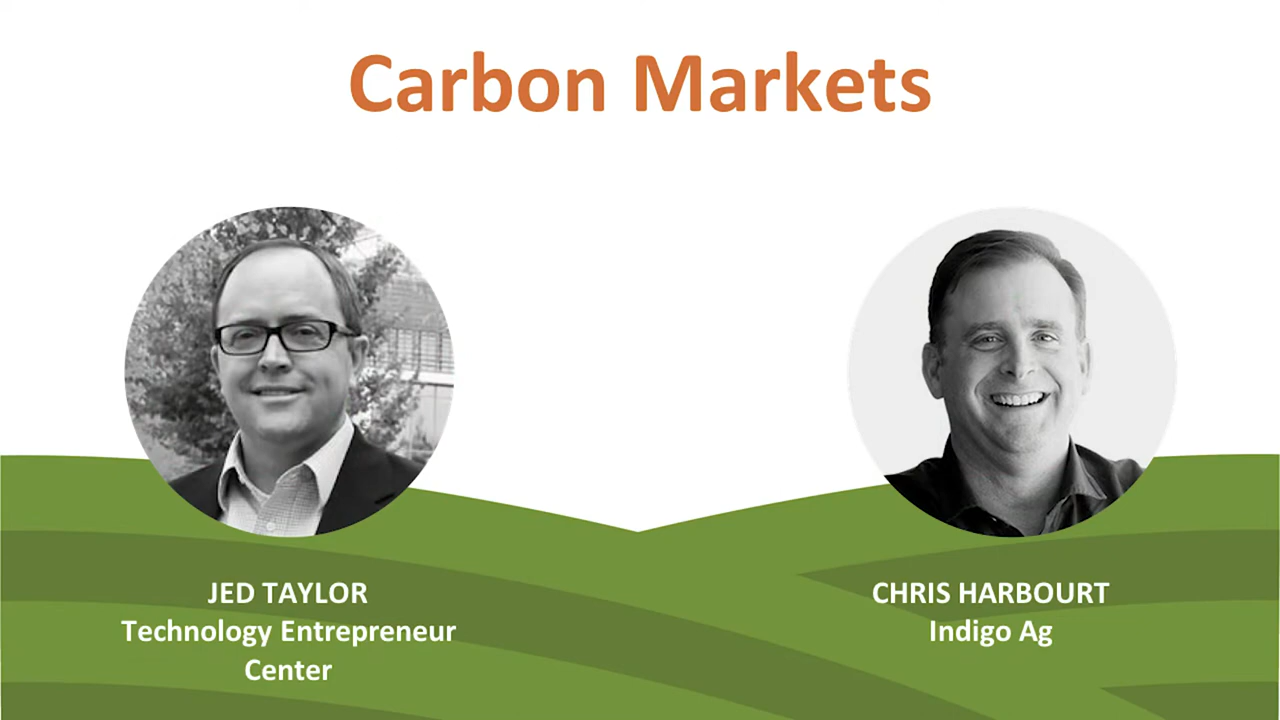 Carbon Markets
JED TAYLOR
Technology Entrepreneur
Center
CHRIS HARBOURT
Indigo Ag